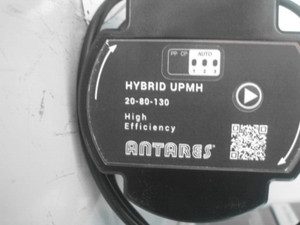 PP CP AUTO
1 2 3
HYBRID UPMH
20-80-130
High
Efficiency
ANTARES